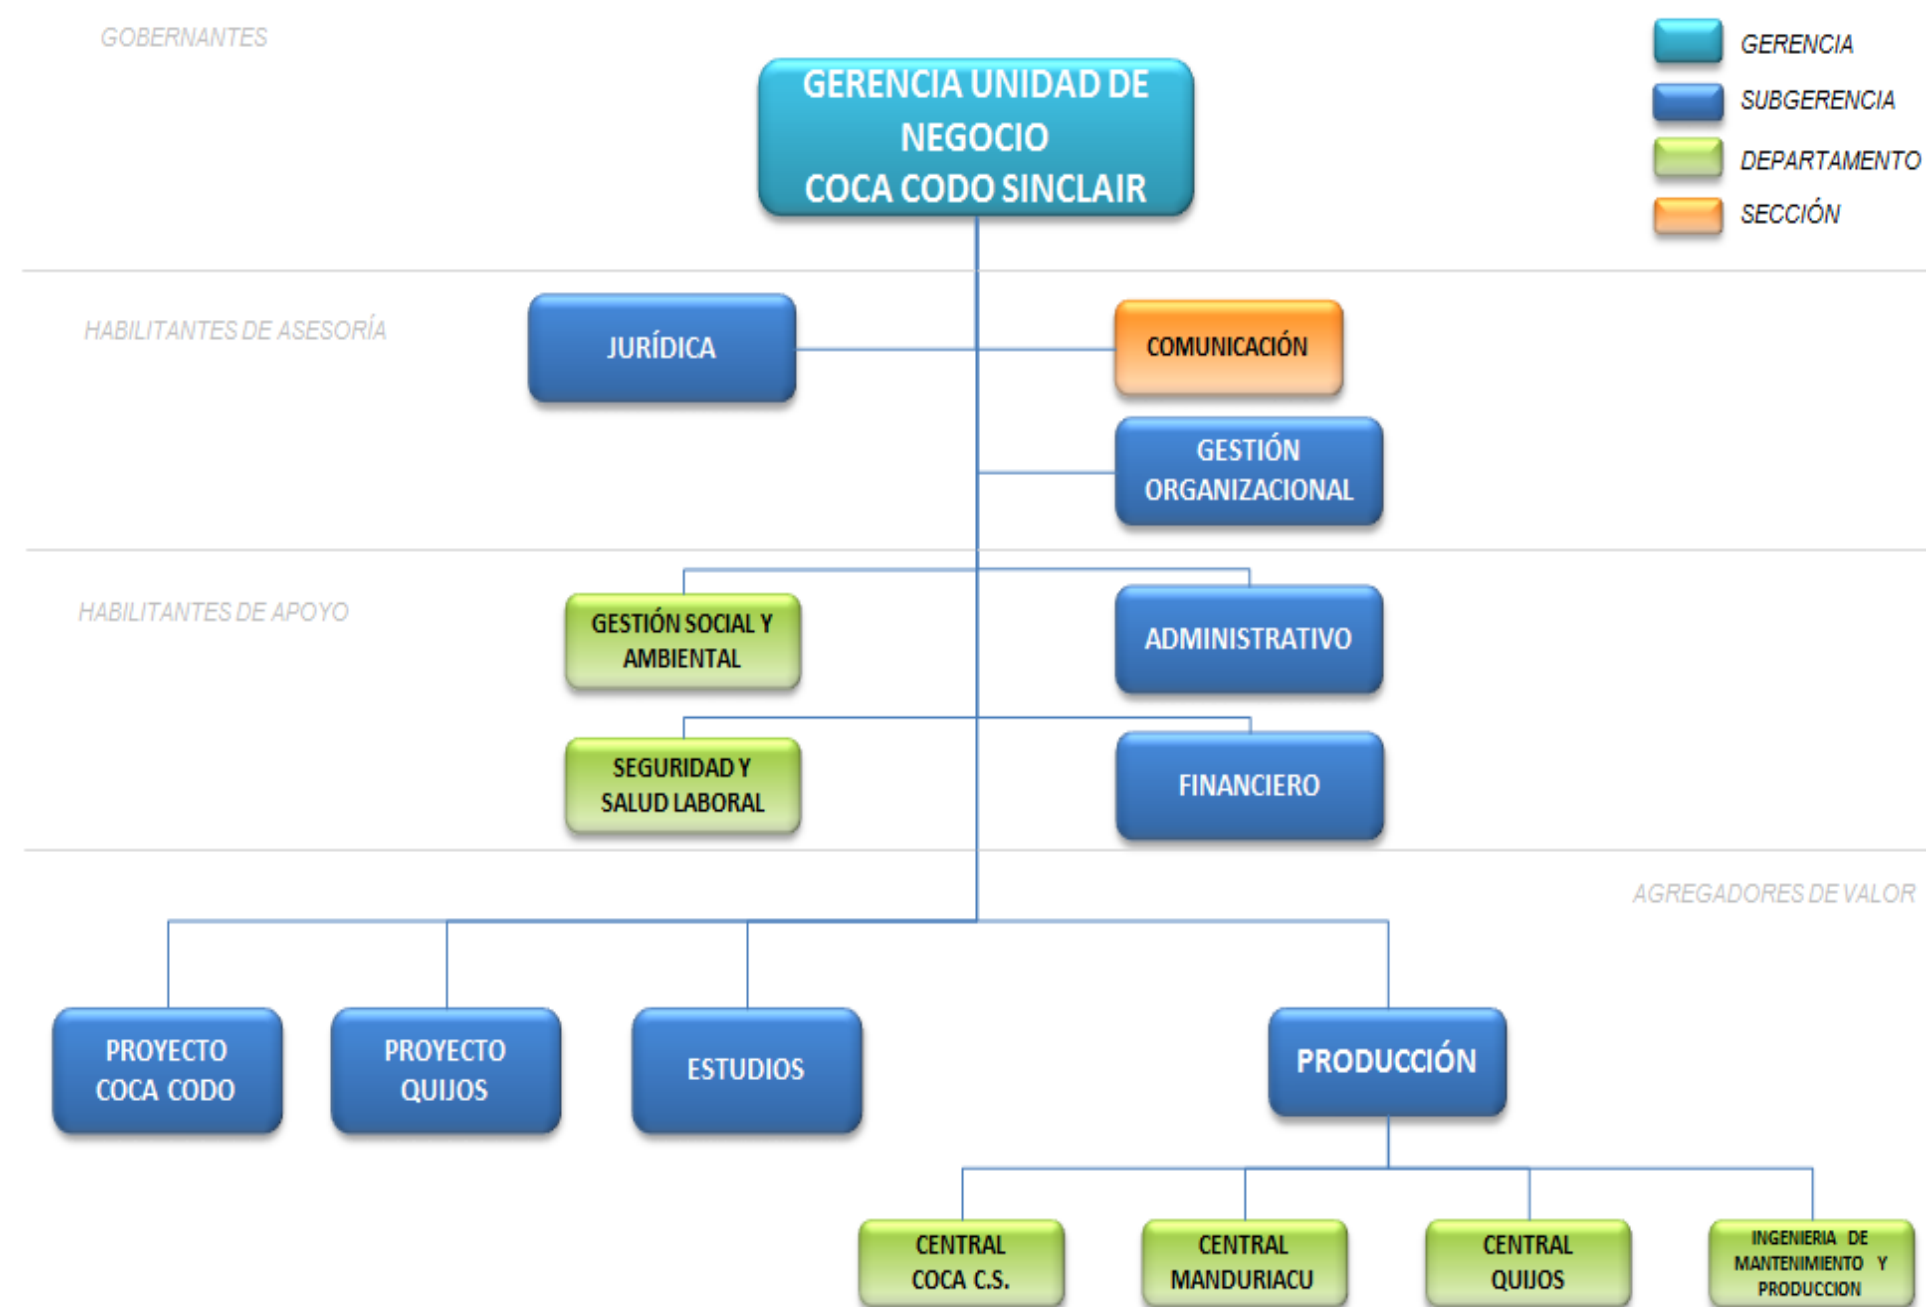 GOBERNANTES
GERENCIA UNIDAD DE
NEGOCIO
COCA CODO SINCLAIR
GERENCIA
SUBGERENCIA
DEPARTAMENTO
SECCIÓN
HABILITANTES DE ASESORÍA
JURÍDICA
COMUNICACIÓN
GESTIÓN
ORGANIZACIONAL
HABILITANTES DE APOYO
GESTIÓN SOCIAL Y
AMBIENTAL
ADMINISTRATIVO
SEGURIDAD Y
SALUD LABORAL
FINANCIERO
AGREGADORES DE VALOR
PROYECTO
COCA CODO
PROYECTO
QUIJOS
ESTUDIOS
PRODUCCIÓN
CENTRAL
COCA C.S.
CENTRAL
MANDURIACU
CENTRAL
QUIJOS
INGENIERIA DE
MANTENIMIENTO Y
PRODUCCION